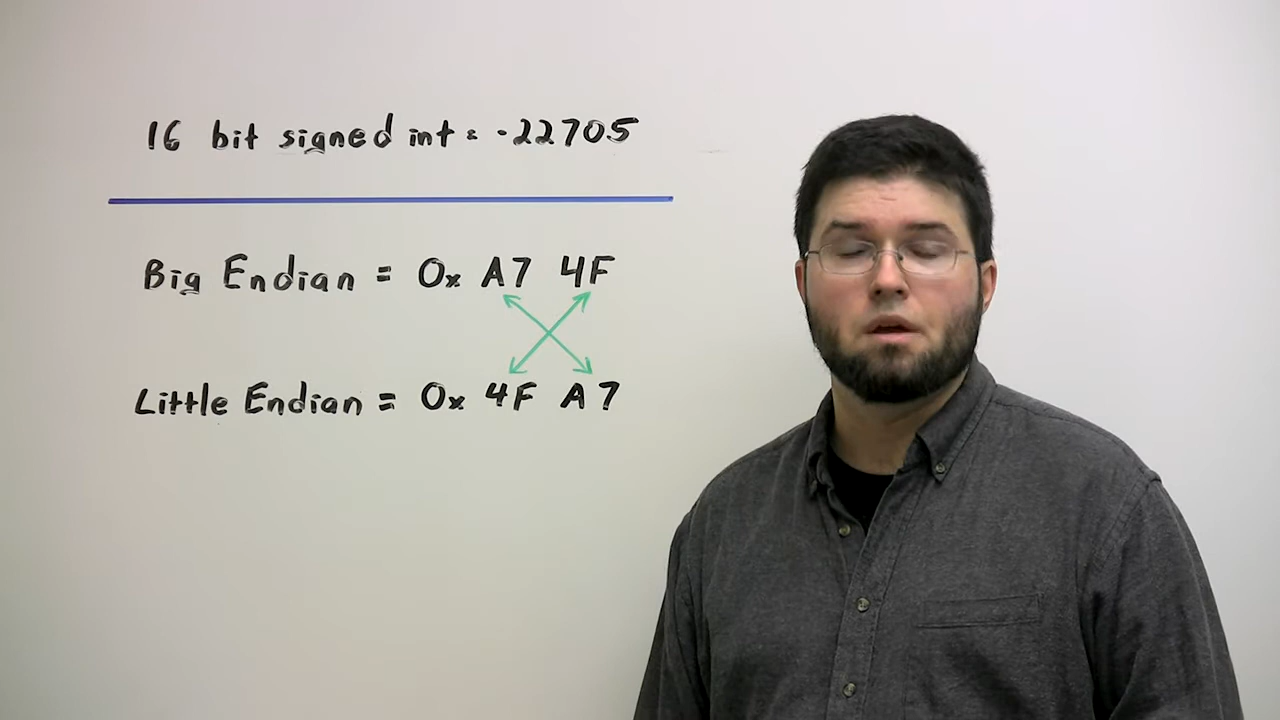 16 bit signed int = -22705
Big Endian = 0x A7 4F
Little Endian = 0x 4F A7